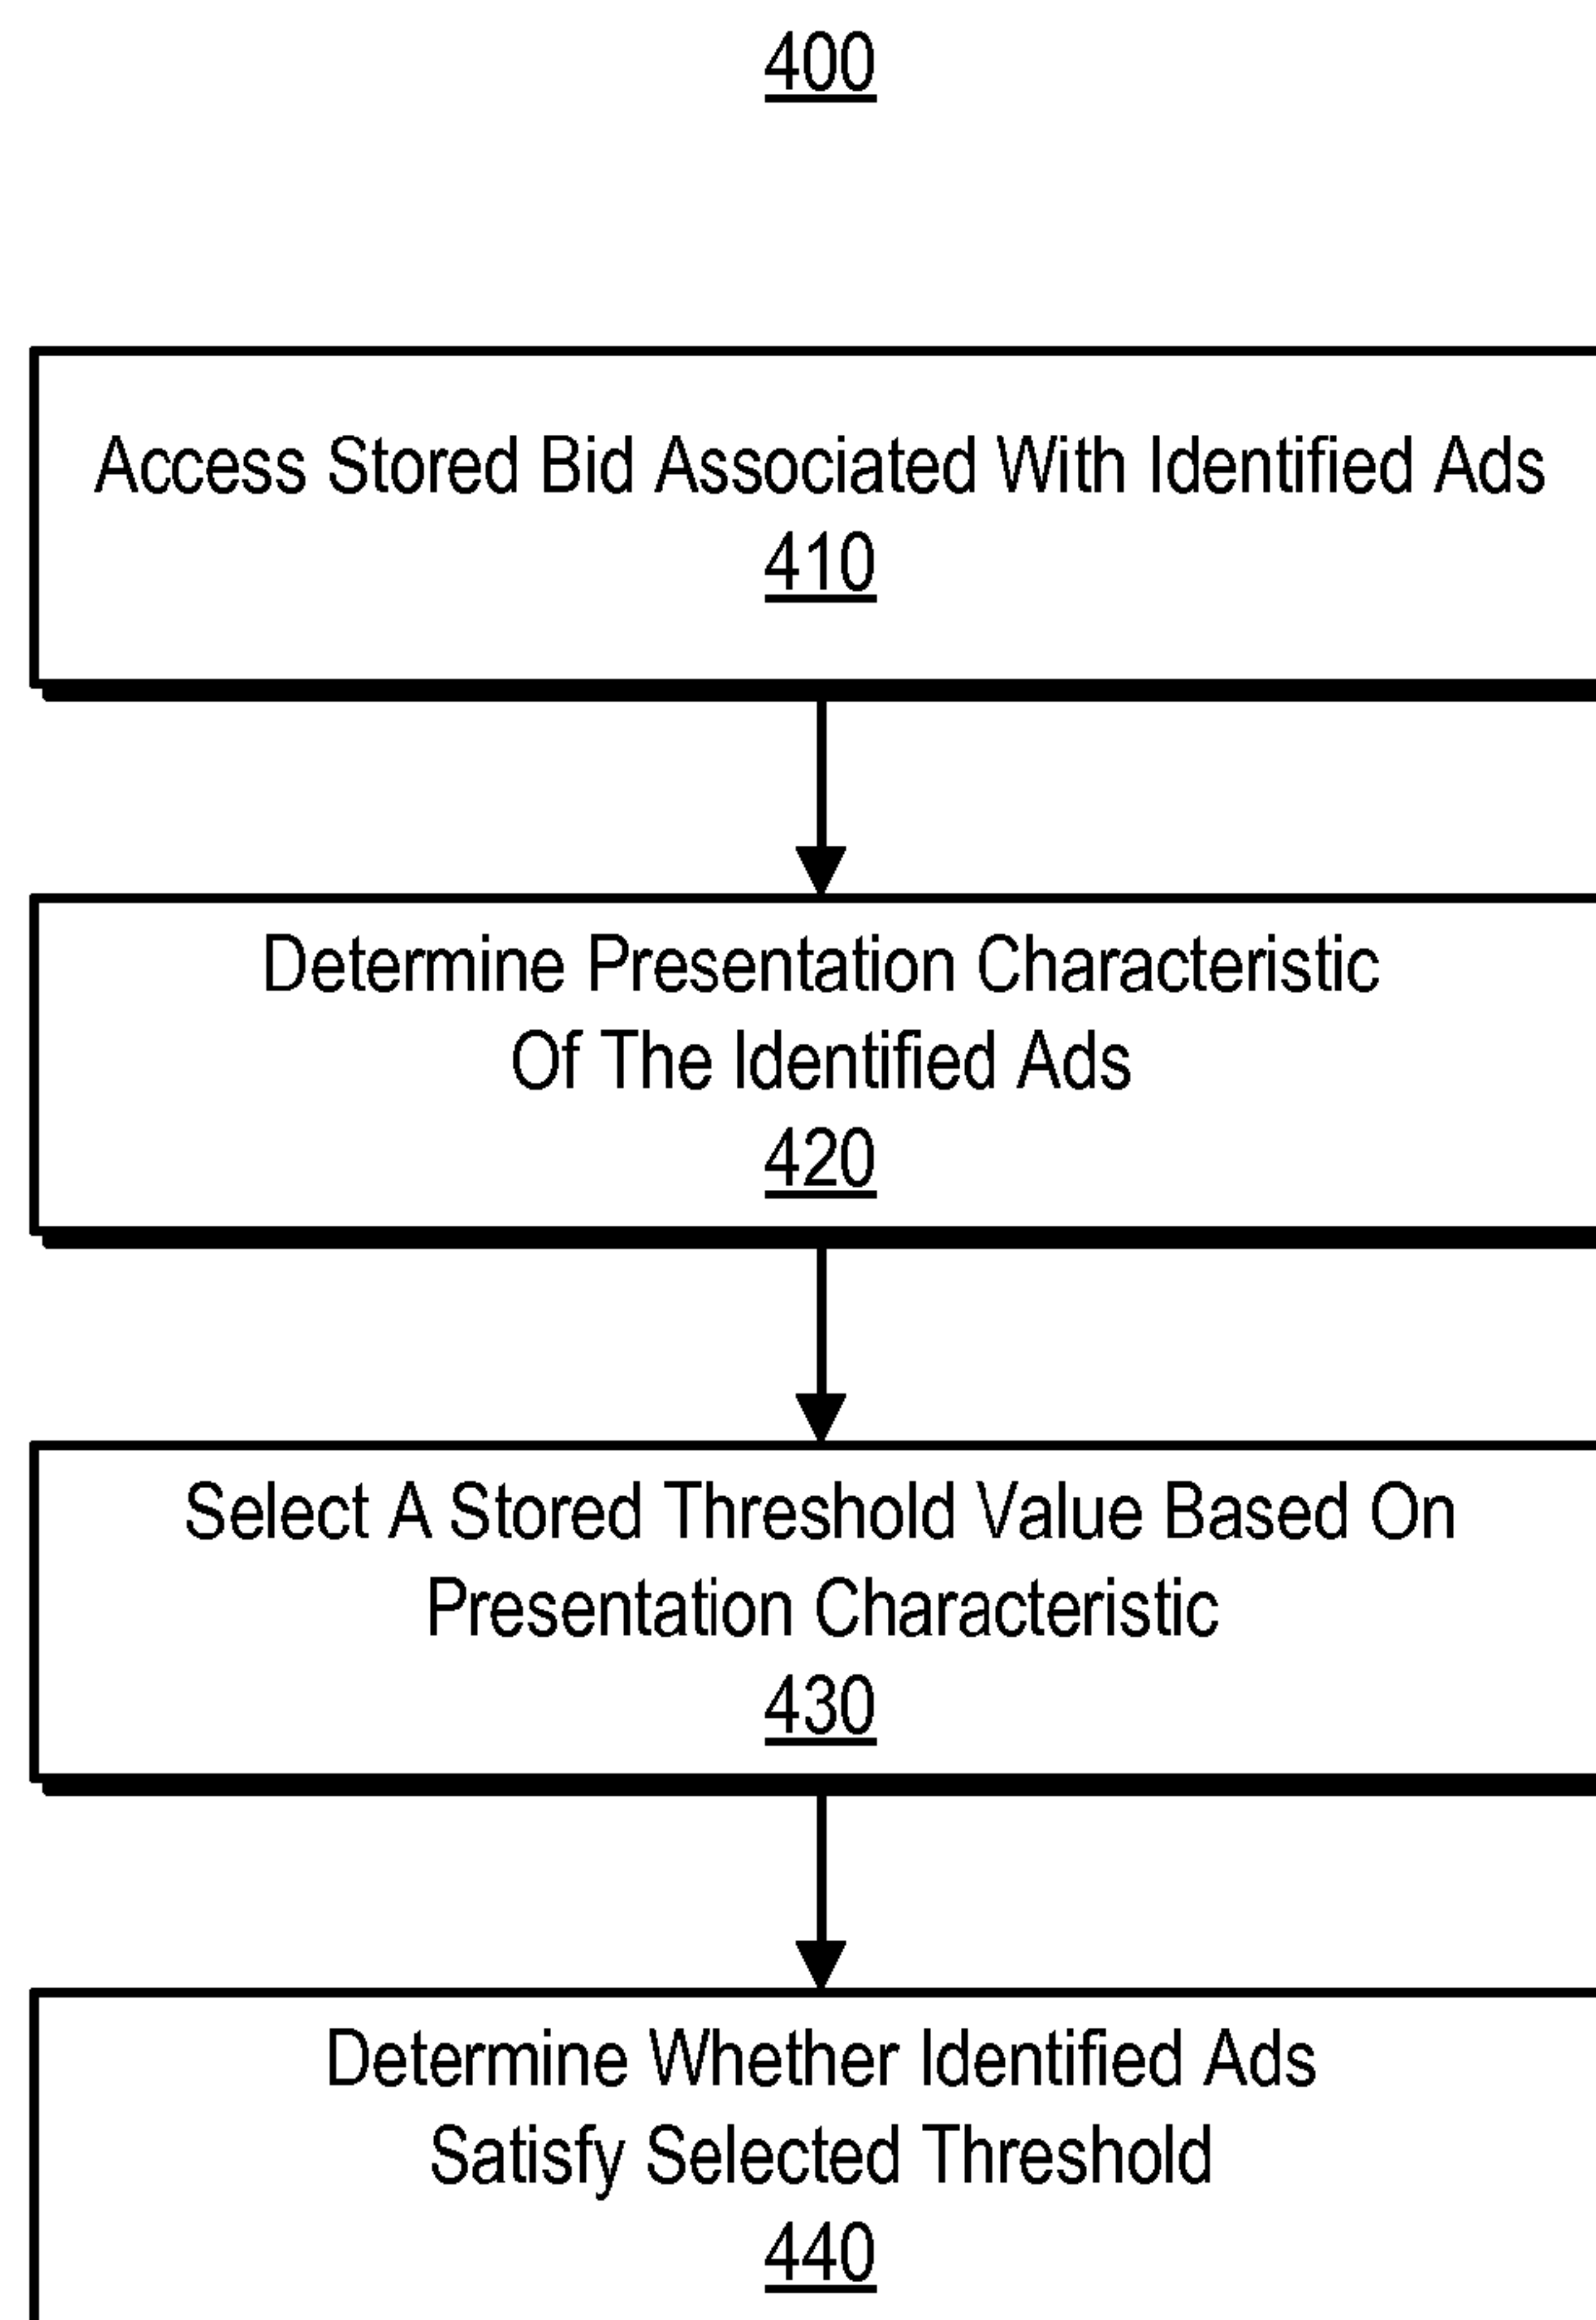 400
Access Stored Bid Associated With Identified Ads
410
Determine Presentation Characteristic
Of The Identified Ads
420
Select A Stored Threshold Value Based On
Presentation Characteristic
430
Determine Whether Identified Ads
Satisfy Selected Threshold
440